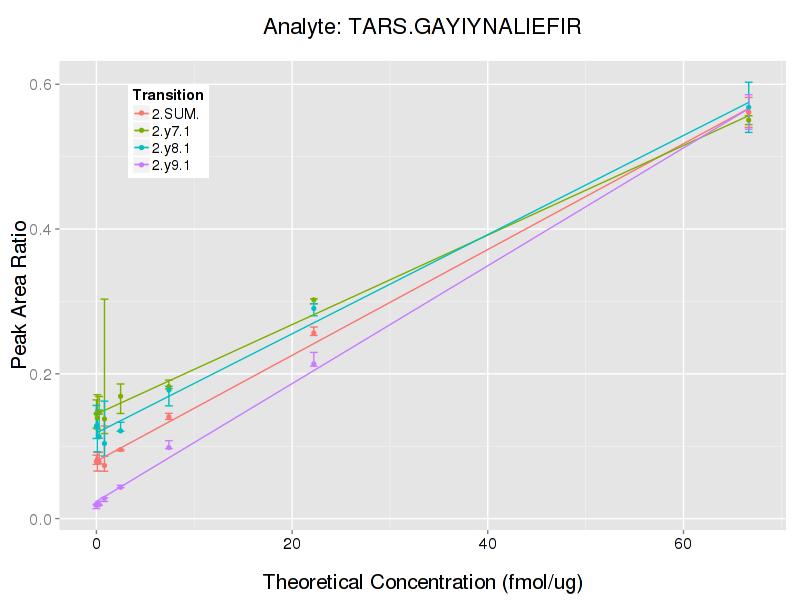 Analyte: TARS.GAYIYNALIEFIR
Transition
2.SUM.
2.y7.1
2.y8.1
2.y9.1
Peak Area Ratio
0.6
0.4
0.2
0.0
0 20 40 60
Theoretical Concentration (fmol/ug)